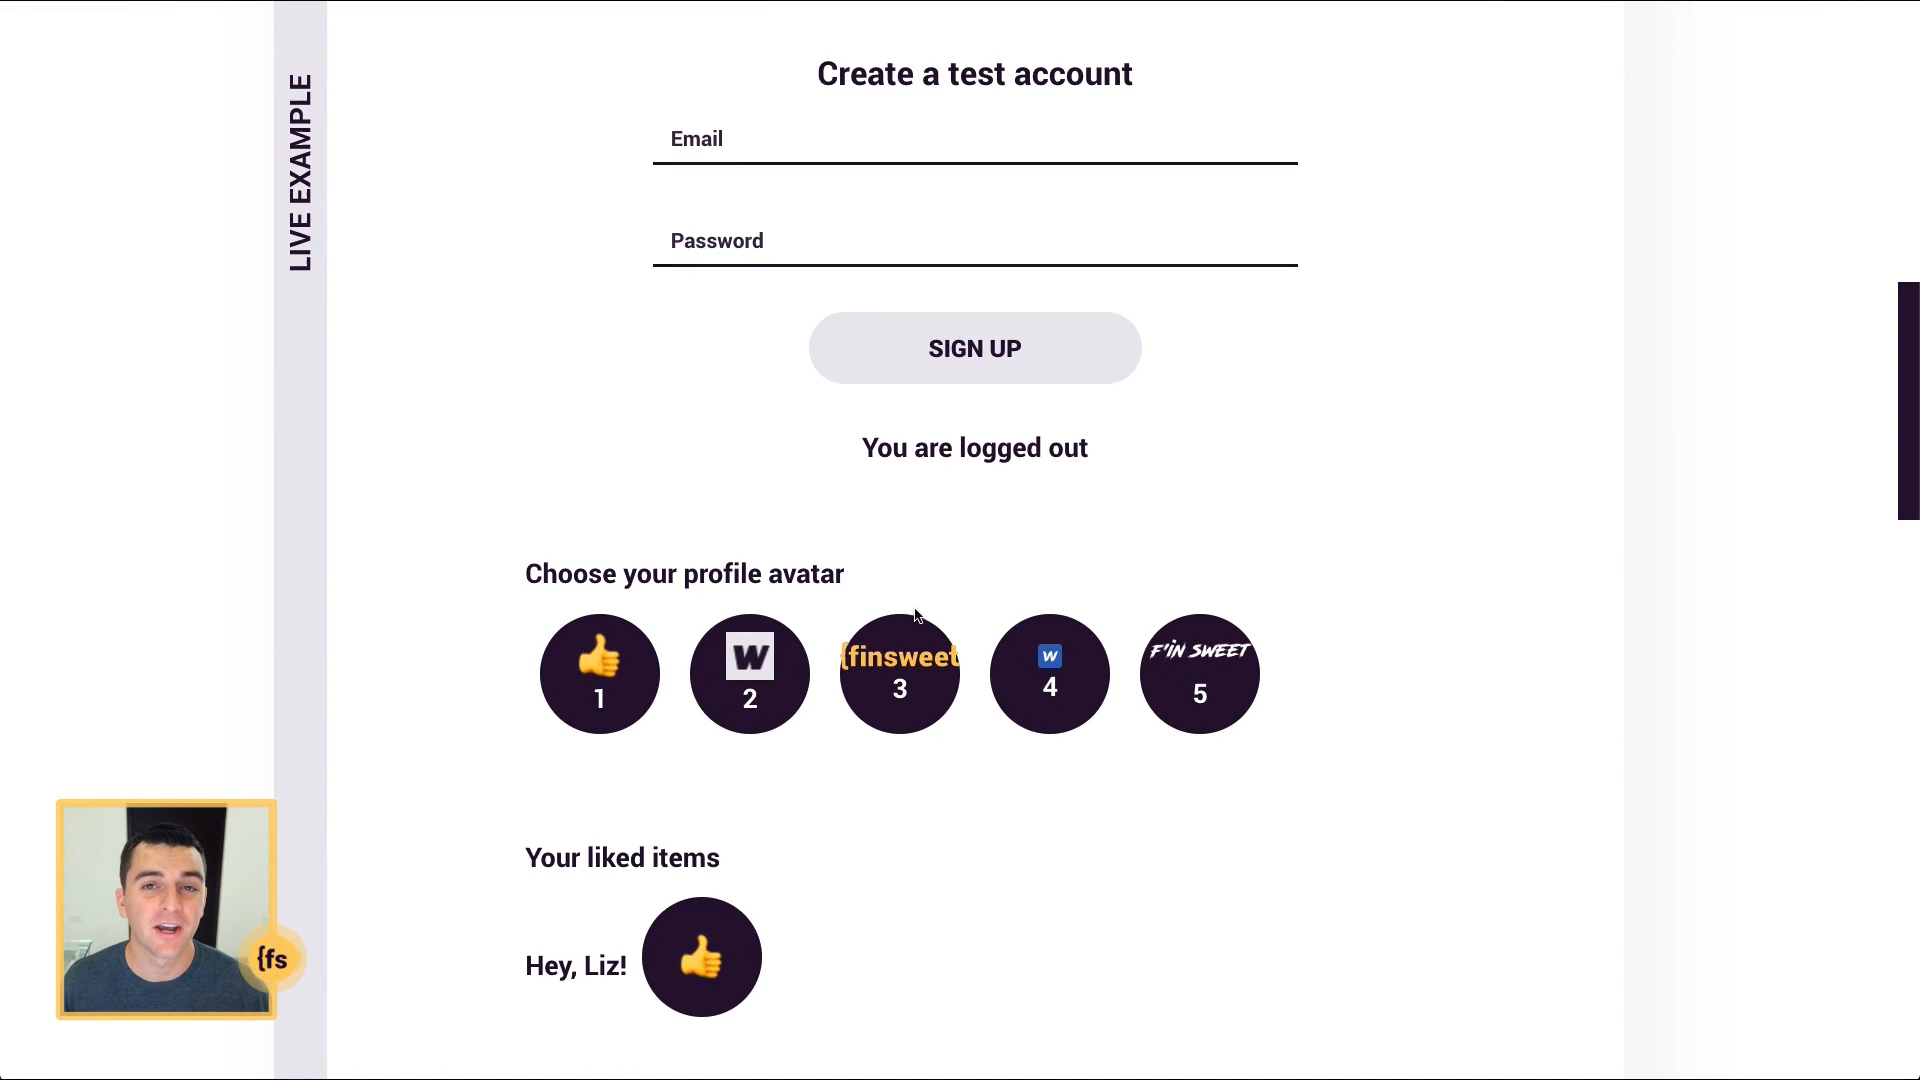 LIVE EXAMPLE
Create a test account
Email
Password
SIGN UP
You are logged out
Choose your profile avatar
1
W
2
{finsweet
3
W
4
F'IN SWEET
5
Your liked items
Hey, Liz!
{fs